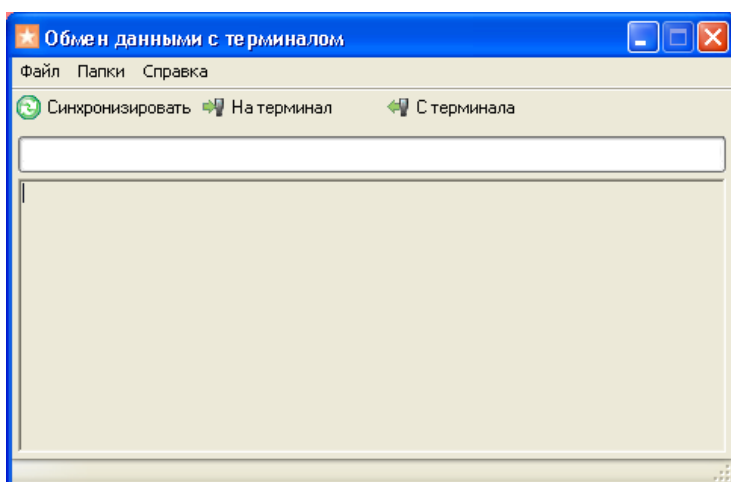 Обмен данными с терминалом
Файл Папки Справка
Синхронизировать На терминал С терминала